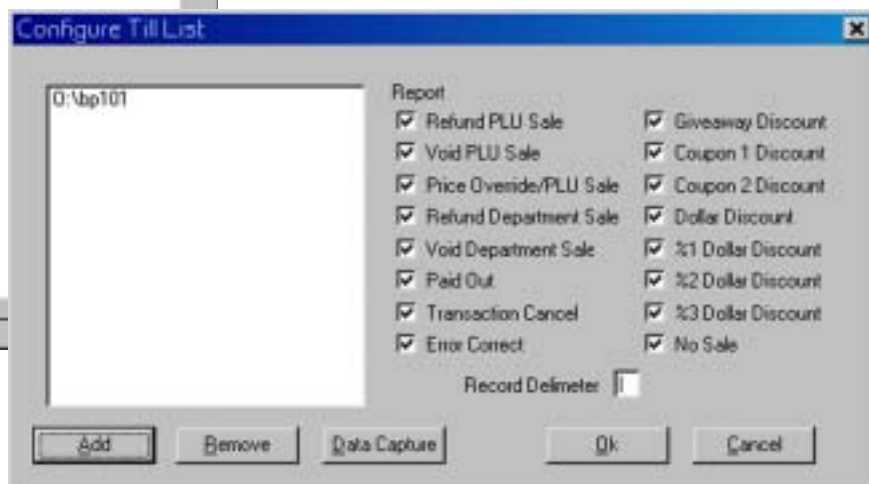 Configure Till List
O:\bp101
Report
Refund PLU Sale
Void PLU Sale
Price Override/PLU Sale
Refund Department Sale
Void Department Sale
Paid Out
Transaction Cancel
Error Correct
Giveaway Discount
Coupon 1 Discount
Coupon 2 Discount
Dollar Discount
%1 Dollar Discount
%2 Dollar Discount
%3 Dollar Discount
No Sale
Record Delimeter
Add
Remove
Data Capture
Ok
Cancel